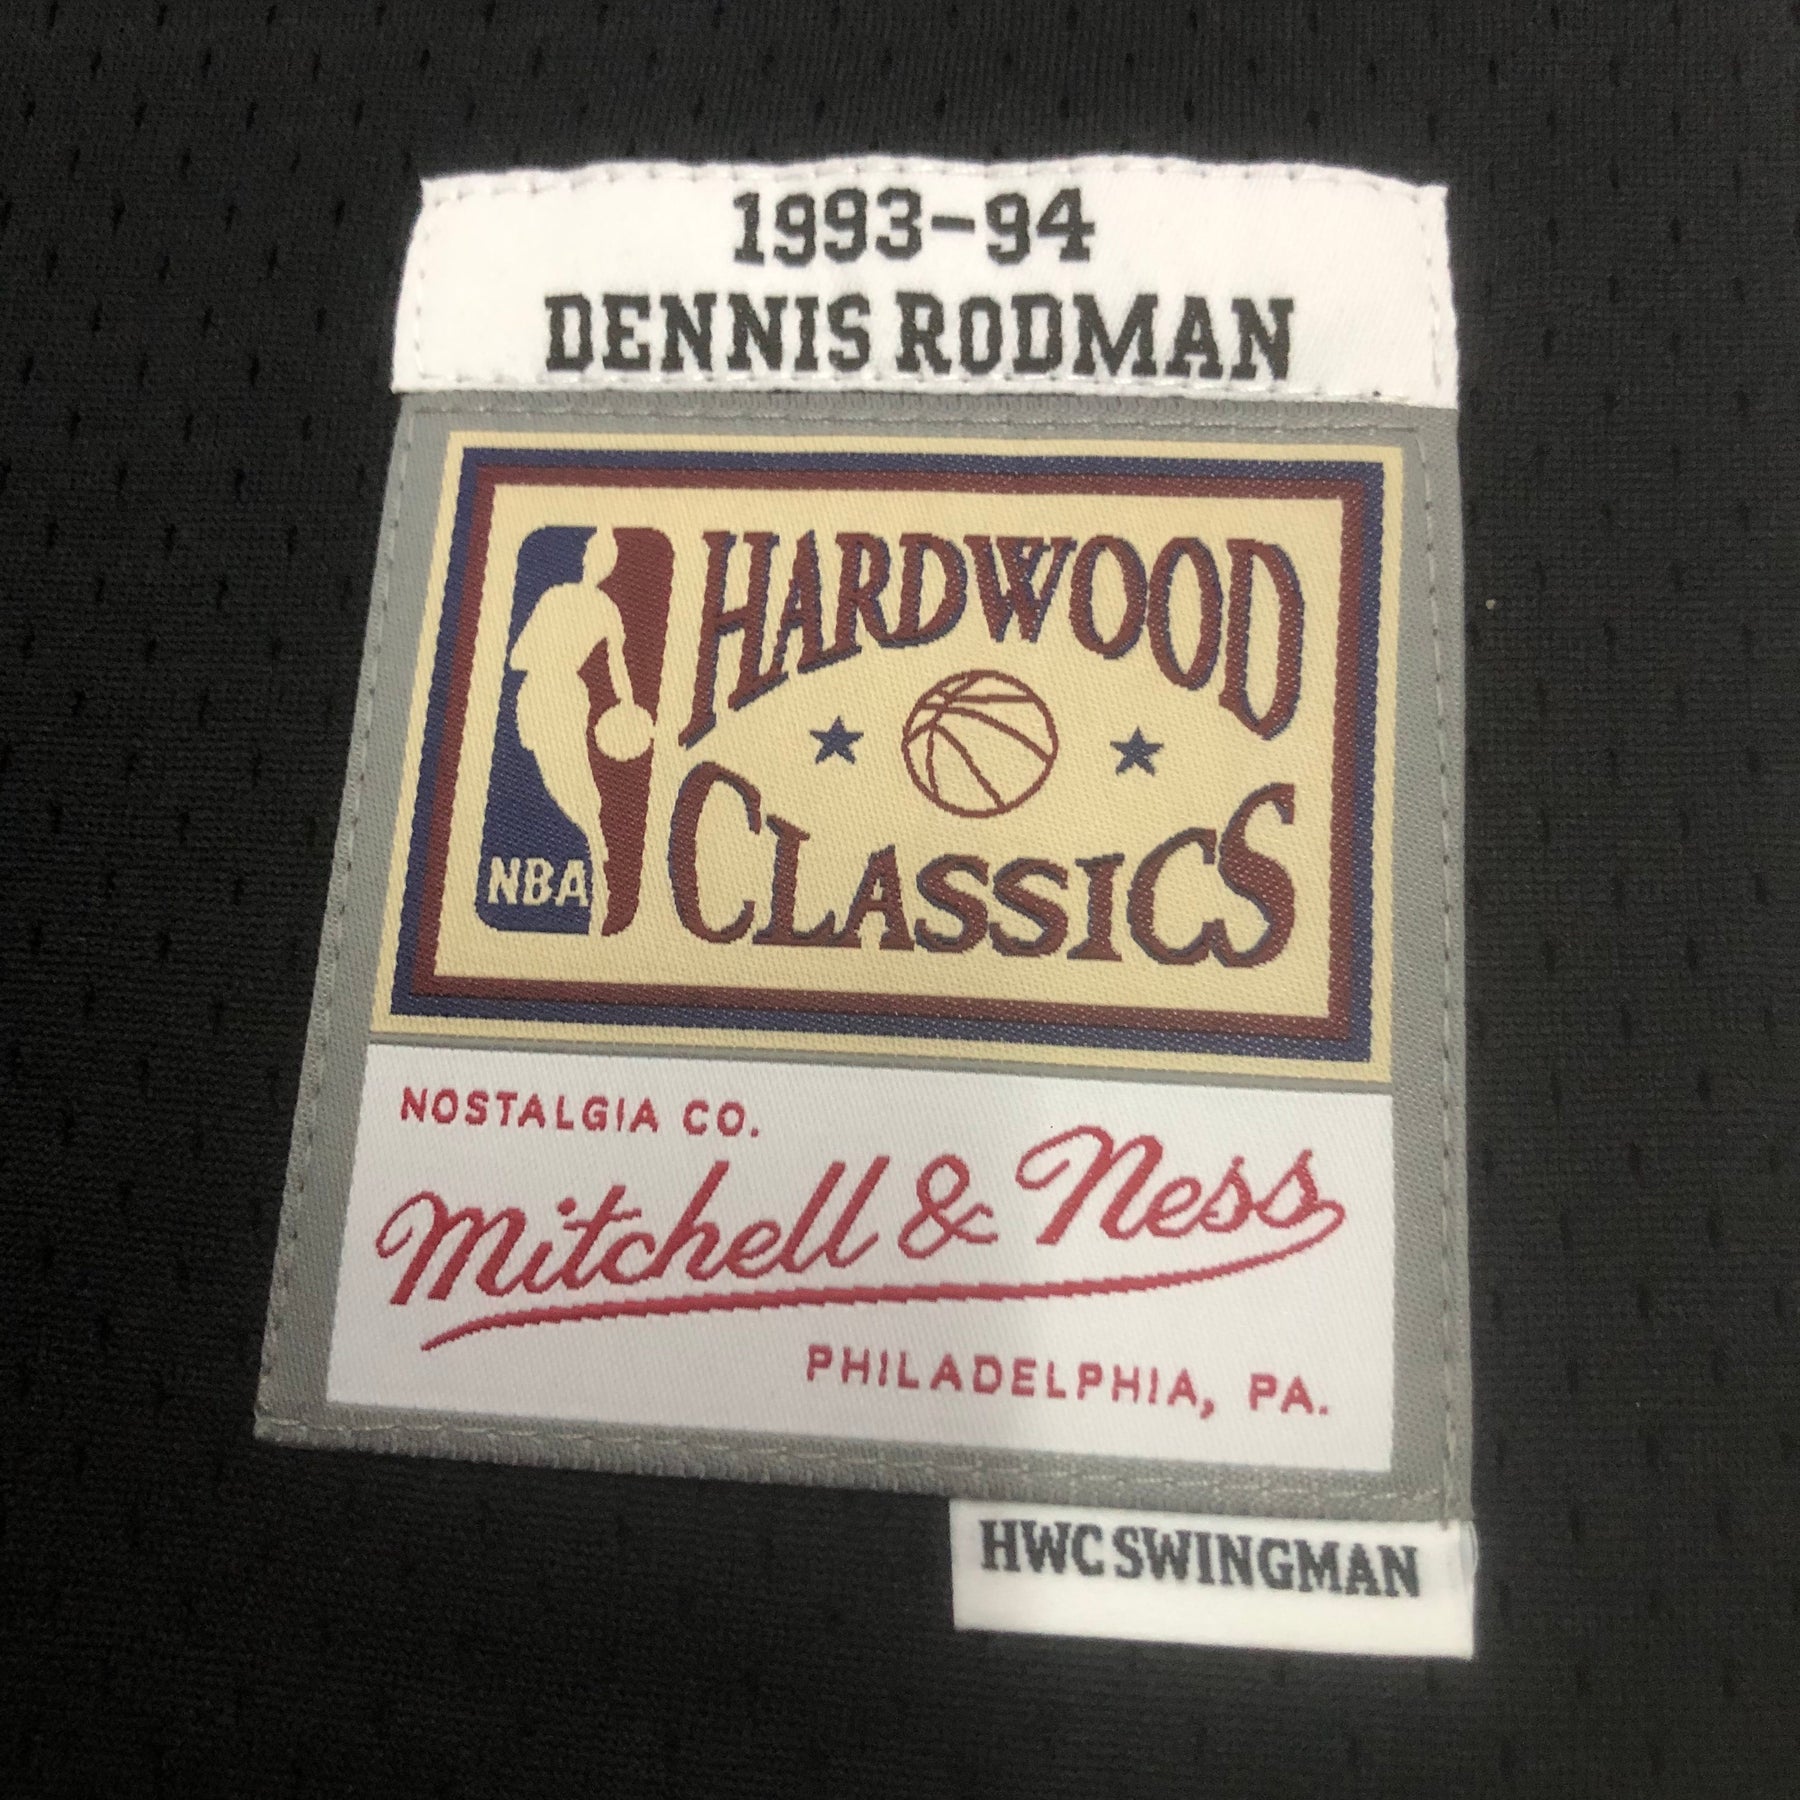 1993-94
DENNIS RODMAN
HARDWOOD
CLASSICS
NBA
NOSTALGIA CO.
Mitchell & Ness
PHILADELPHIA, PA.
HWC SWINGMAN